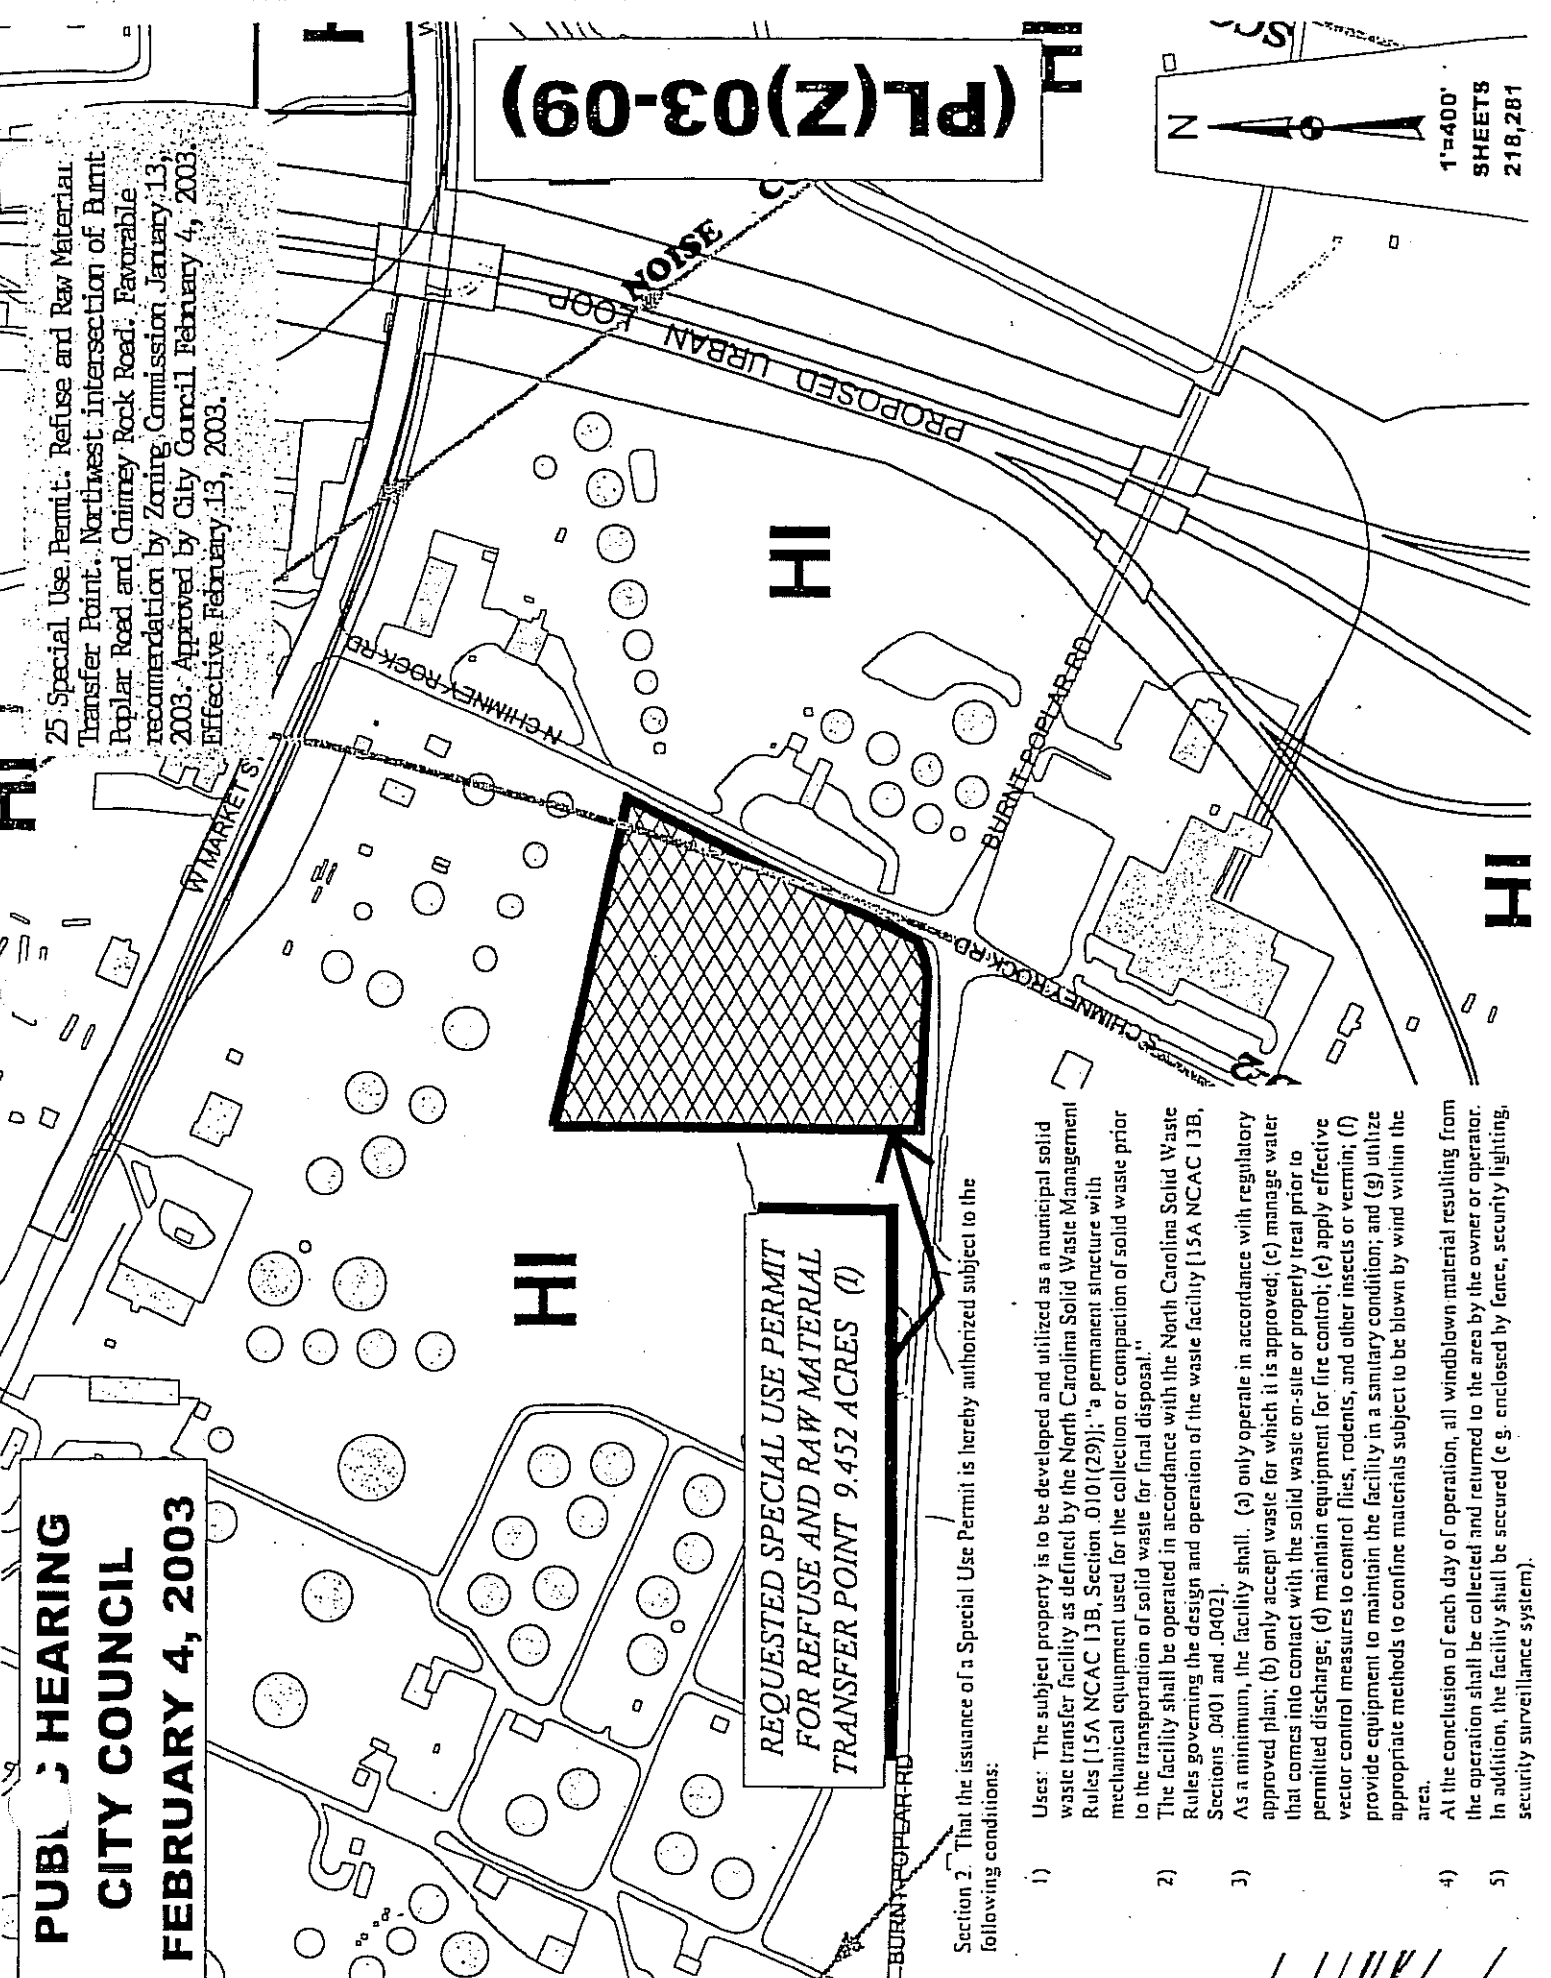 PUBL C HEARING
CITY COUNCIL
FEBRUARY 4, 2003
25 Special Use Permit. Refuse and Raw Material
Transfer Point. Northwest intersection of Burnt
Poplar Road and Chimney Rock Road. Favorable
recommendation by Zoning Commission January 13,
2003. Approved by City Council February 4, 2003.
Effective February 13, 2003.
(PL(Z)03-09)
N
1"=400'
SHEETS
218,281
HI
HI
HI
HI
HI
W MARKET S
N CHIMNEY ROCK RD
S CHIMNEY ROCK RD
BURNT POPLAR RD
BURNT POPLAR RD
PROPOSED URBAN LOOP
NOISE
REQUESTED SPECIAL USE PERMIT
FOR REFUSE AND RAW MATERIAL
TRANSFER POINT 9.452 ACRES (1)
Section 2. That the issuance of a Special Use Permit is hereby authorized subject to the
following conditions:
1) Uses: The subject property is to be developed and utilized as a municipal solid
waste transfer facility as defined by the North Carolina Solid Waste Management
Rules [15A NCAC 13B, Section .0101(29)]; "a permanent structure with
mechanical equipment used for the collection or compaction of solid waste prior
to the transportation of solid waste for final disposal."
2) The facility shall be operated in accordance with the North Carolina Solid Waste
Rules governing the design and operation of the waste facility [15A NCAC 13B,
Sections .0401 and .0402].
3) As a minimum, the facility shall. (a) only operate in accordance with regulatory
approved plan; (b) only accept waste for which it is approved; (c) manage water
that comes into contact with the solid waste on-site or properly treat prior to
permitted discharge; (d) maintain equipment for fire control; (e) apply effective
vector control measures to control flies, rodents, and other insects or vermin; (f)
provide equipment to maintain the facility in a sanitary condition; and (g) utilize
appropriate methods to confine materials subject to be blown by wind within the
area.
4) At the conclusion of each day of operation, all windblown material resulting from
the operation shall be collected and returned to the area by the owner or operator.
5) In addition, the facility shall be secured (e g. enclosed by fence, security lighting,
security surveillance system).